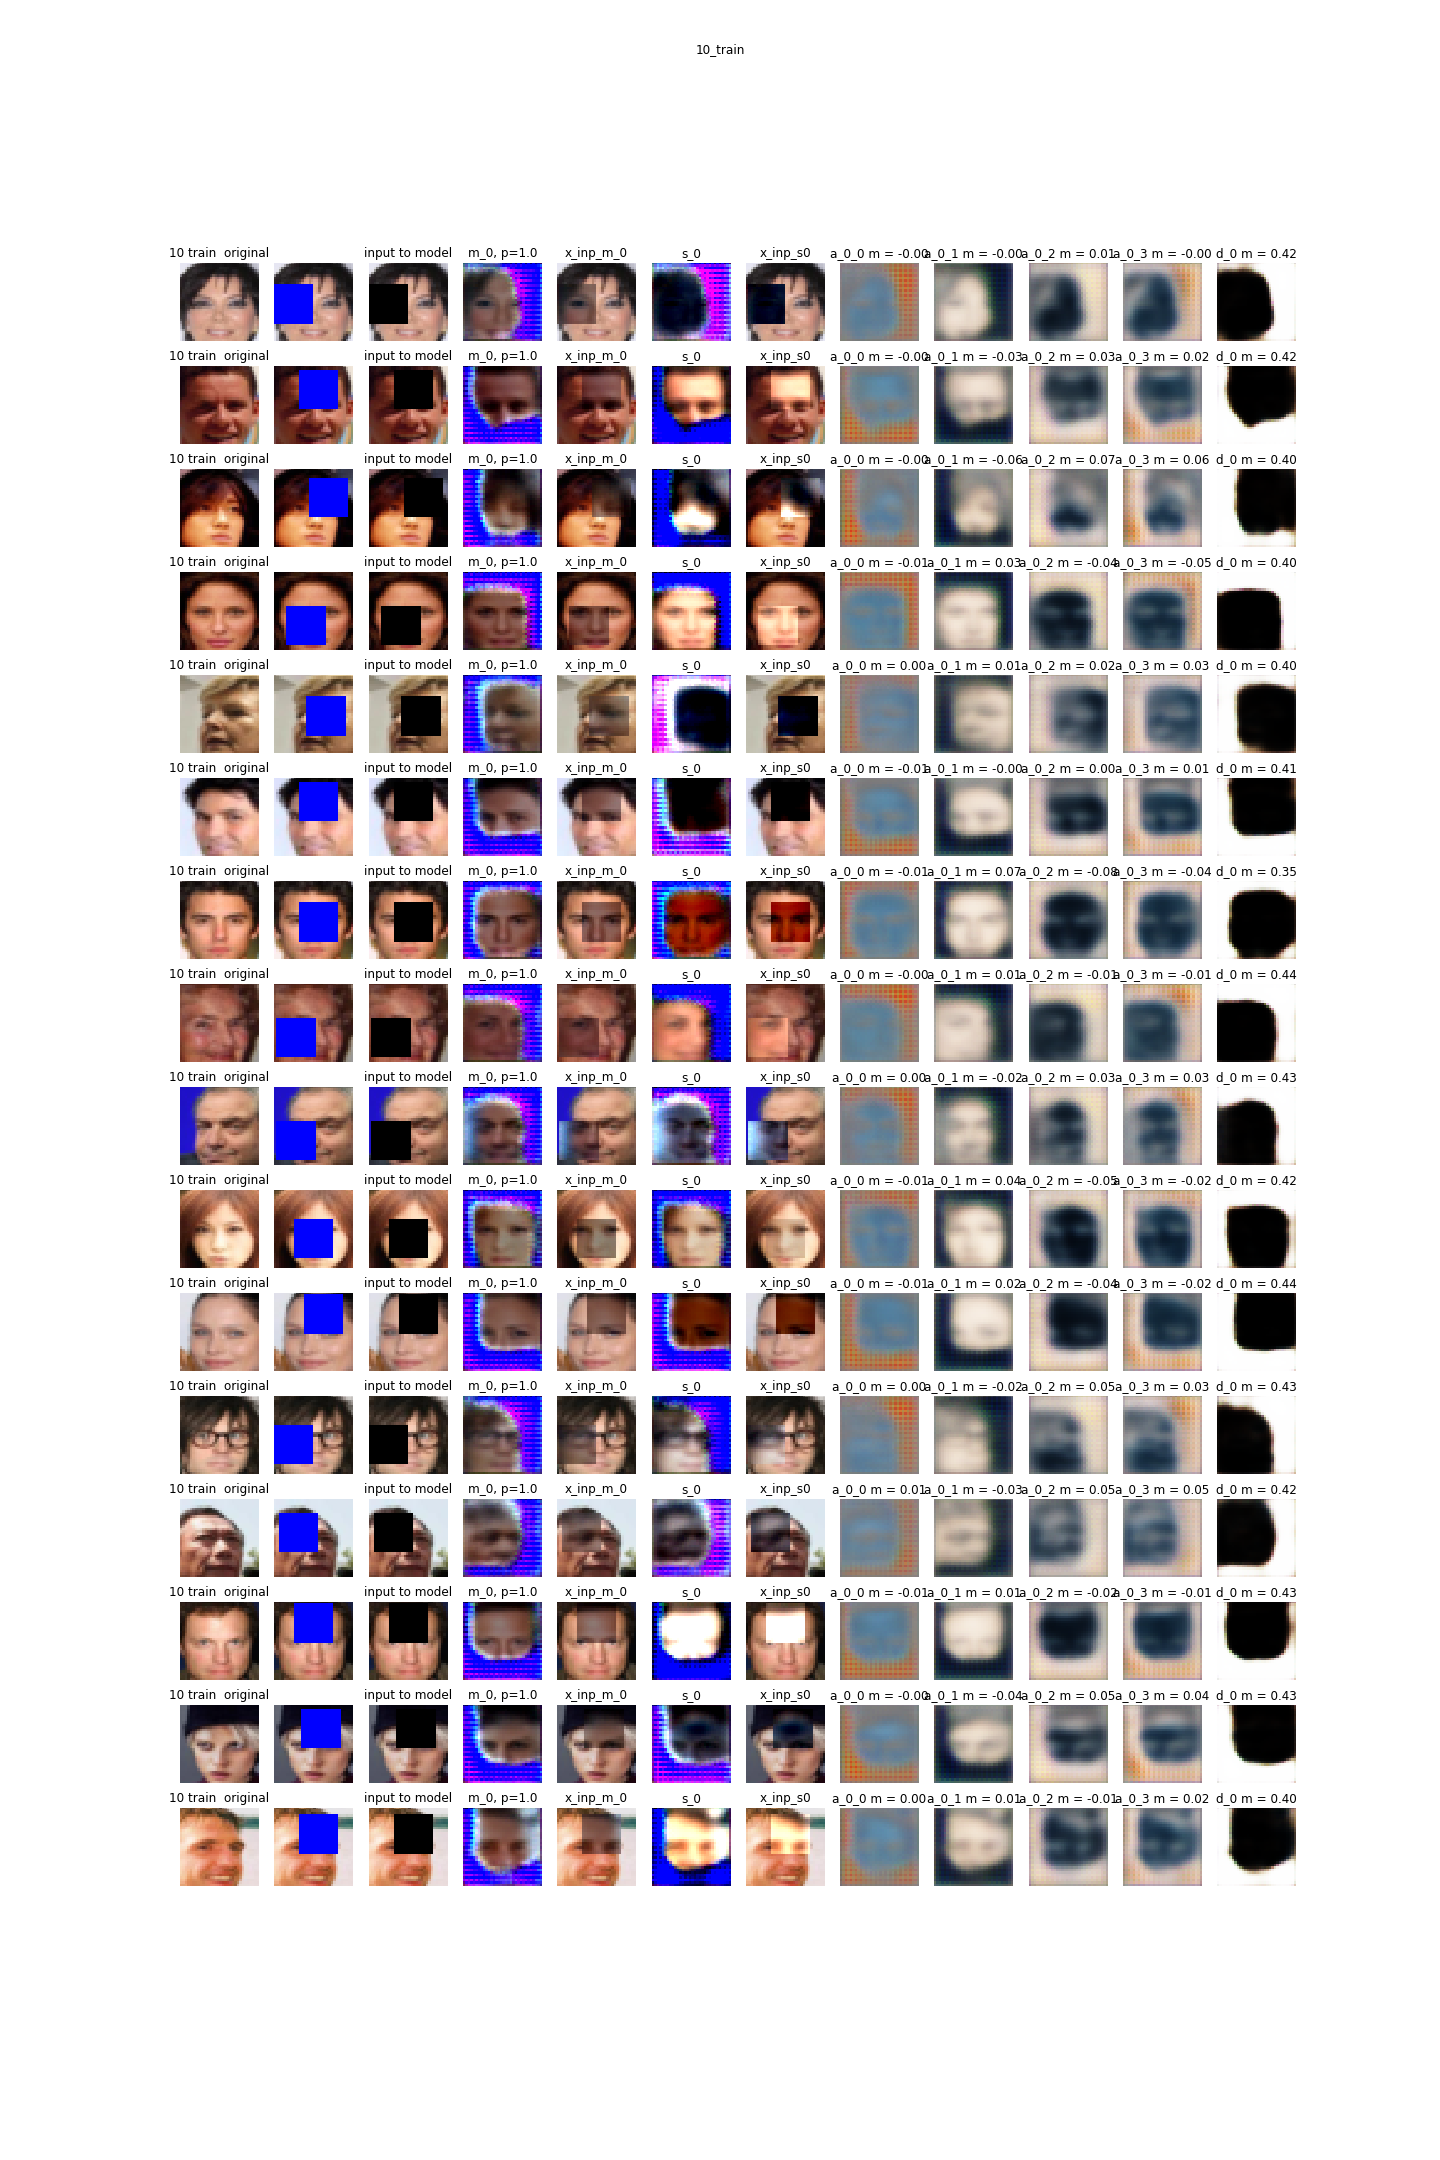 10_train
10 train  original input to model m_0, p=1.0 x_inp_m_0 s_0 x_inp_s0 a_0_0 m = -0.00 a_0_1 m = -0.00 a_0_2 m = 0.01 a_0_3 m = -0.00 d_0 m = 0.42
10 train  original input to model m_0, p=1.0 x_inp_m_0 s_0 x_inp_s0 a_0_0 m = -0.00 a_0_1 m = -0.03 a_0_2 m = 0.03 a_0_3 m = 0.02 d_0 m = 0.42
10 train  original input to model m_0, p=1.0 x_inp_m_0 s_0 x_inp_s0 a_0_0 m = -0.00 a_0_1 m = -0.06 a_0_2 m = 0.07 a_0_3 m = 0.06 d_0 m = 0.40
10 train  original input to model m_0, p=1.0 x_inp_m_0 s_0 x_inp_s0 a_0_0 m = -0.01 a_0_1 m = 0.03 a_0_2 m = -0.04 a_0_3 m = -0.05 d_0 m = 0.40
10 train  original input to model m_0, p=1.0 x_inp_m_0 s_0 x_inp_s0 a_0_0 m = 0.00 a_0_1 m = 0.01 a_0_2 m = 0.02 a_0_3 m = 0.03 d_0 m = 0.40
10 train  original input to model m_0, p=1.0 x_inp_m_0 s_0 x_inp_s0 a_0_0 m = -0.01 a_0_1 m = -0.00 a_0_2 m = 0.00 a_0_3 m = 0.01 d_0 m = 0.41
10 train  original input to model m_0, p=1.0 x_inp_m_0 s_0 x_inp_s0 a_0_0 m = -0.01 a_0_1 m = 0.07 a_0_2 m = -0.08 a_0_3 m = -0.04 d_0 m = 0.35
10 train  original input to model m_0, p=1.0 x_inp_m_0 s_0 x_inp_s0 a_0_0 m = -0.00 a_0_1 m = 0.01 a_0_2 m = -0.01 a_0_3 m = -0.01 d_0 m = 0.44
10 train  original input to model m_0, p=1.0 x_inp_m_0 s_0 x_inp_s0 a_0_0 m = 0.00 a_0_1 m = -0.02 a_0_2 m = 0.03 a_0_3 m = 0.03 d_0 m = 0.43
10 train  original input to model m_0, p=1.0 x_inp_m_0 s_0 x_inp_s0 a_0_0 m = -0.01 a_0_1 m = 0.04 a_0_2 m = -0.05 a_0_3 m = -0.02 d_0 m = 0.42
10 train  original input to model m_0, p=1.0 x_inp_m_0 s_0 x_inp_s0 a_0_0 m = -0.01 a_0_1 m = 0.02 a_0_2 m = -0.04 a_0_3 m = -0.02 d_0 m = 0.44
10 train  original input to model m_0, p=1.0 x_inp_m_0 s_0 x_inp_s0 a_0_0 m = 0.00 a_0_1 m = -0.02 a_0_2 m = 0.05 a_0_3 m = 0.03 d_0 m = 0.43
10 train  original input to model m_0, p=1.0 x_inp_m_0 s_0 x_inp_s0 a_0_0 m = 0.01 a_0_1 m = -0.03 a_0_2 m = 0.05 a_0_3 m = 0.05 d_0 m = 0.42
10 train  original input to model m_0, p=1.0 x_inp_m_0 s_0 x_inp_s0 a_0_0 m = -0.01 a_0_1 m = 0.01 a_0_2 m = -0.02 a_0_3 m = -0.01 d_0 m = 0.43
10 train  original input to model m_0, p=1.0 x_inp_m_0 s_0 x_inp_s0 a_0_0 m = -0.00 a_0_1 m = -0.04 a_0_2 m = 0.05 a_0_3 m = 0.04 d_0 m = 0.43
10 train  original input to model m_0, p=1.0 x_inp_m_0 s_0 x_inp_s0 a_0_0 m = 0.00 a_0_1 m = 0.01 a_0_2 m = -0.01 a_0_3 m = 0.02 d_0 m = 0.40